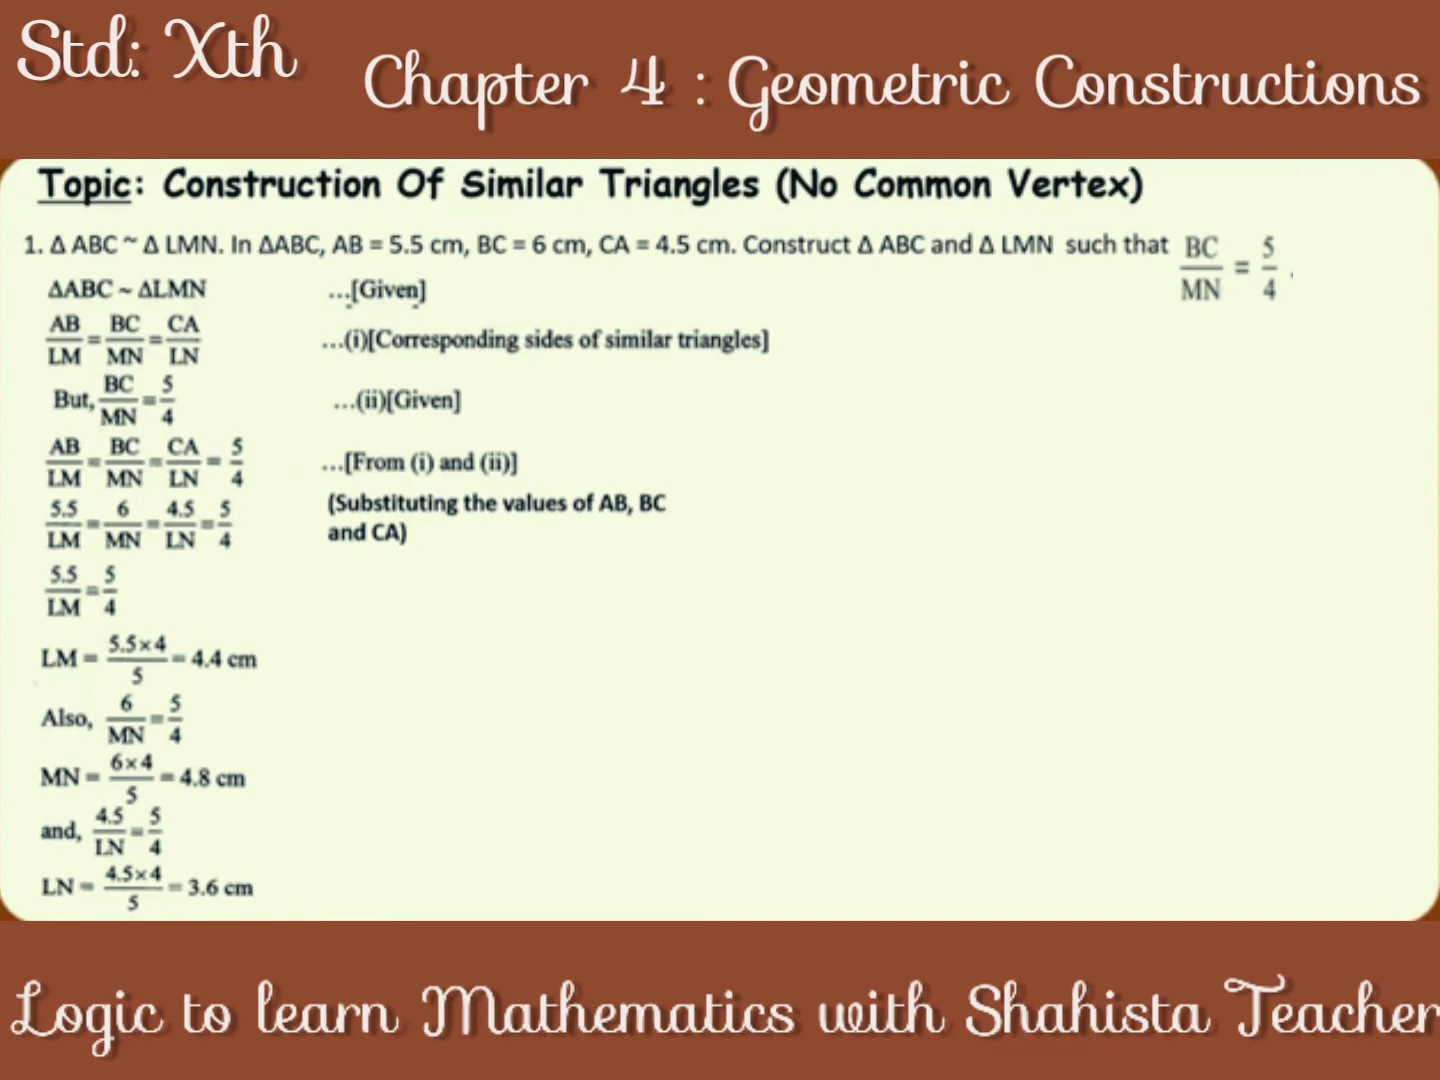 Std: Xth
Chapter 4 : Geometric Constructions
Topic: Construction Of Similar Triangles (No Common Vertex)
1. Δ ABC ~ Δ LMN. In ΔABC, AB = 5.5 cm, BC = 6 cm, CA = 4.5 cm. Construct Δ ABC and Δ LMN such that BC/MN = 5/4 .
ΔABC ~ ΔLMN ...[Given]
AB/LM = BC/MN = CA/LN ...(i)[Corresponding sides of similar triangles]
But, BC/MN = 5/4 ...(ii)[Given]
AB/LM = BC/MN = CA/LN = 5/4 ...[From (i) and (ii)]
5.5/LM = 6/MN = 4.5/LN = 5/4 (Substituting the values of AB, BC
and CA)
5.5/LM = 5/4
LM = 5.5×4/5 = 4.4 cm
Also, 6/MN = 5/4
MN = 6×4/5 = 4.8 cm
and, 4.5/LN = 5/4
LN = 4.5×4/5 = 3.6 cm
Logic to learn Mathematics with Shahista Teacher